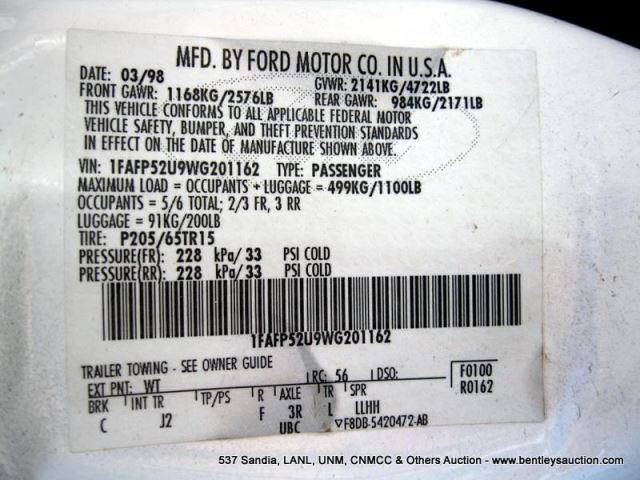 MFD. BY FORD MOTOR CO. IN U.S.A.
DATE: 03/98 GVWR: 2141KG/4722LB
FRONT GAWR: 1168KG/2576LB REAR GAWR: 984KG/2171LB
THIS VEHICLE CONFORMS TO ALL APPLICABLE FEDERAL MOTOR
VEHICLE SAFETY, BUMPER, AND THEFT PREVENTION STANDARDS
IN EFFECT ON THE DATE OF MANUFACTURE SHOWN ABOVE.
VIN: 1FAFP52U9WG201162 TYPE: PASSENGER
MAXIMUM LOAD = OCCUPANTS + LUGGAGE = 499KG/1100LB
OCCUPANTS = 5/6 TOTAL; 2/3 FR, 3 RR
LUGGAGE = 91KG/200LB
TIRE: P205/65TR15
PRESSURE(FR): 228 kPa/33 PSI COLD
PRESSURE(RR): 228 kPa/33 PSI COLD
1FAFP52U9WG201162
TRAILER TOWING - SEE OWNER GUIDE
EXT PNT: WT RC: 56 DSO: F0100
BRK INT TR TP/PS R AXLE TR SPR R0162
C J2 F 3R L LLHH
UBC ▽F8DB-5420472-AB
537 Sandia, LANL, UNM, CNMCC & Others Auction - www.bentleysauction.com